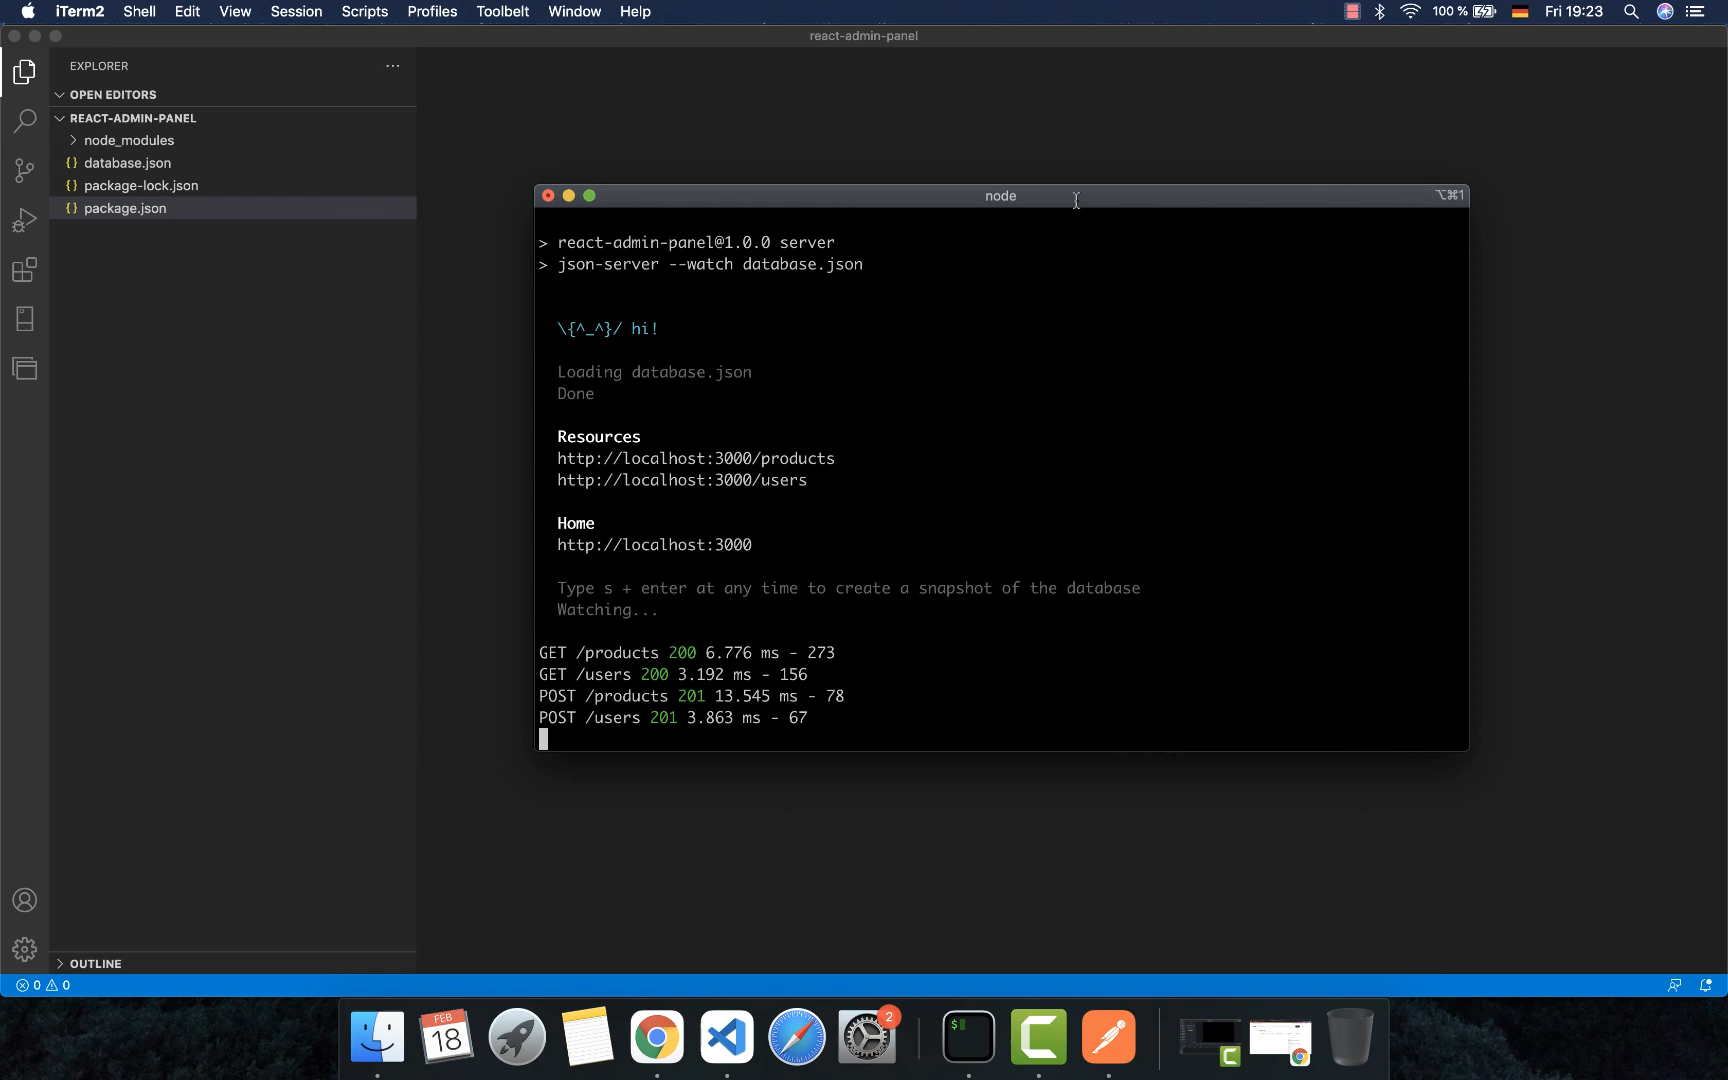 iTerm2 Shell Edit View Session Scripts Profiles Toolbelt Window Help 100 % Fri 19:23
react-admin-panel
EXPLORER ...
OPEN EDITORS
REACT-ADMIN-PANEL
node_modules
{} database.json
{} package-lock.json
{} package.json
OUTLINE
0 0
node ⌥⌘1
> react-admin-panel@1.0.0 server
> json-server --watch database.json
\{^_^}/ hi!
Loading database.json
Done
Resources
http://localhost:3000/products
http://localhost:3000/users
Home
http://localhost:3000
Type s + enter at any time to create a snapshot of the database
Watching...
GET /products 200 6.776 ms - 273
GET /users 200 3.192 ms - 156
POST /products 201 13.545 ms - 78
POST /users 201 3.863 ms - 67
FEB
18
2
$